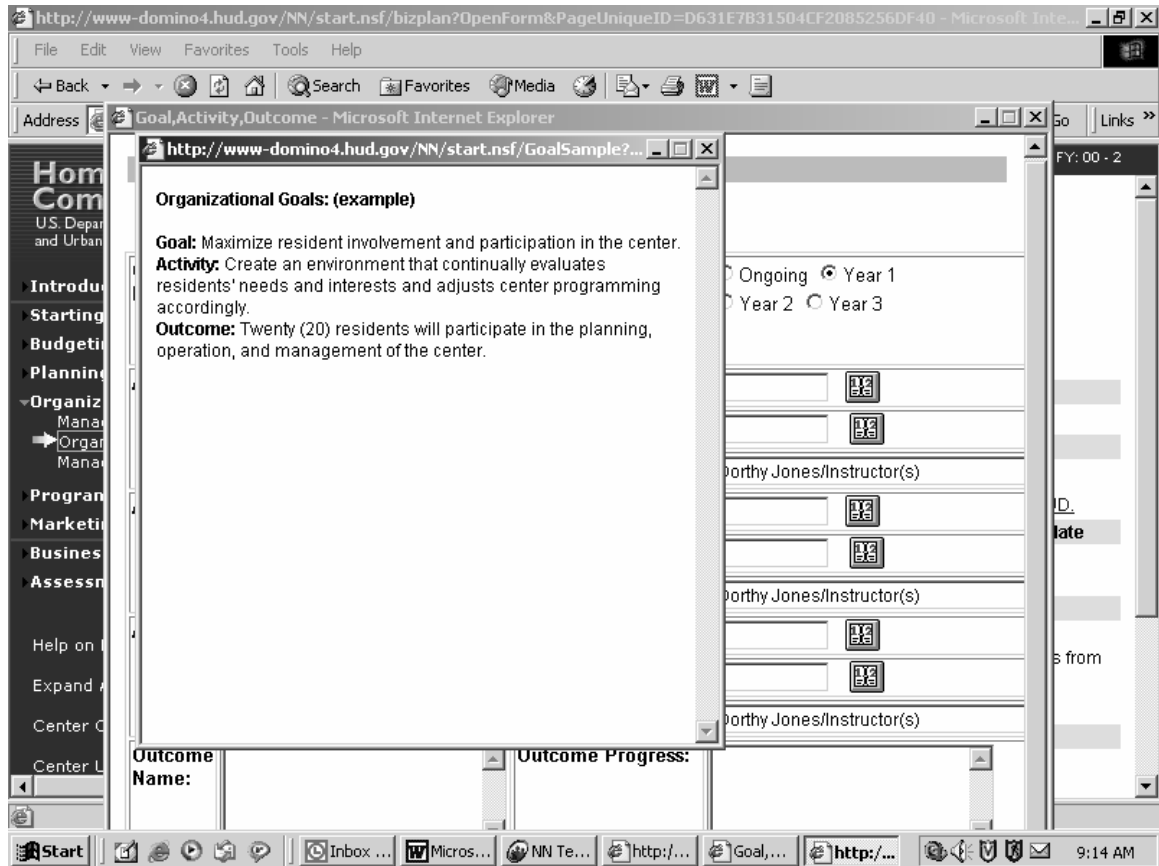 http://www-domino4.hud.gov/NN/start.nsf/bizplan?OpenForm&PageUniqueID=D631E7B31504CF2085256DF40 - Microsoft Inte...
File Edit View Favorites Tools Help
Back Search Favorites Media
Address Go Links »
Goal,Activity,Outcome - Microsoft Internet Explorer
http://www-domino4.hud.gov/NN/start.nsf/GoalSample?...
FY: 00 - 2
Organizational Goals: (example)
Goal: Maximize resident involvement and participation in the center.
Activity: Create an environment that continually evaluates
residents' needs and interests and adjusts center programming
accordingly.
Outcome: Twenty (20) residents will participate in the planning,
operation, and management of the center.
Hom
Com
U.S. Depar
and Urban
Introdu
Starting
Budgeti
Planning
Organiz
Mana
Organ
Mana
Program
Marketi
Busines
Assessm
Help on
Expand
Center
Center
Ongoing Year 1
Year 2 Year 3
Dorthy Jones/Instructor(s)
Dorthy Jones/Instructor(s)
Dorthy Jones/Instructor(s)
ID.
late
s from
Outcome
Name:
Outcome Progress:
Start Inbox ... Micros... NN Te... http:/... Goal,... http:/... 9:14 AM